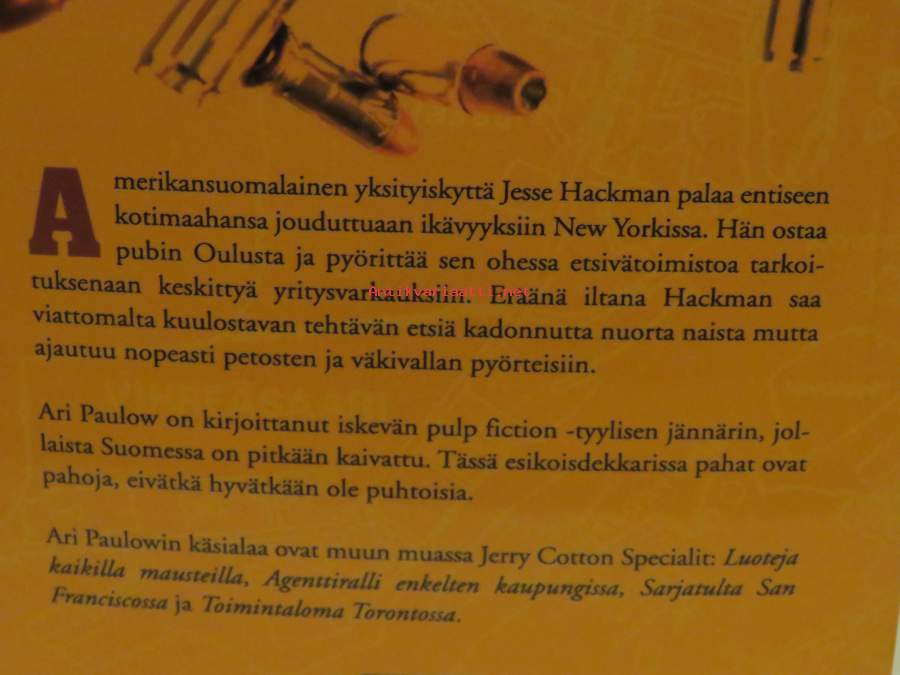 Amerikansuomalainen yksityiskyttä Jesse Hackman palaa entiseen
kotimaahansa jouduttuaan ikävyyksiin New Yorkissa. Hän ostaa
pubin Oulusta ja pyörittää sen ohessa etsivätoimistoa tarkoi-
tuksenaan keskittyä yritysvarkauksiin. Eräänä iltana Hackman saa
Antikvariaatti.net
viattomalta kuulostavan tehtävän etsiä kadonnutta nuorta naista mutta
ajautuu nopeasti petosten ja väkivallan pyörteisiin.
Ari Paulow on kirjoittanut iskevän pulp fiction -tyylisen jännärin, jol-
laista Suomessa on pitkään kaivattu. Tässä esikoisdekkarissa pahat ovat
pahoja, eivätkä hyvätkään ole puhtoisia.
Ari Paulowin käsialaa ovat muun muassa Jerry Cotton Specialit: Luoteja
kaikilla mausteilla, Agenttiralli enkelten kaupungissa, Sarjatulta San
Franciscossa ja Toimintaloma Torontossa.